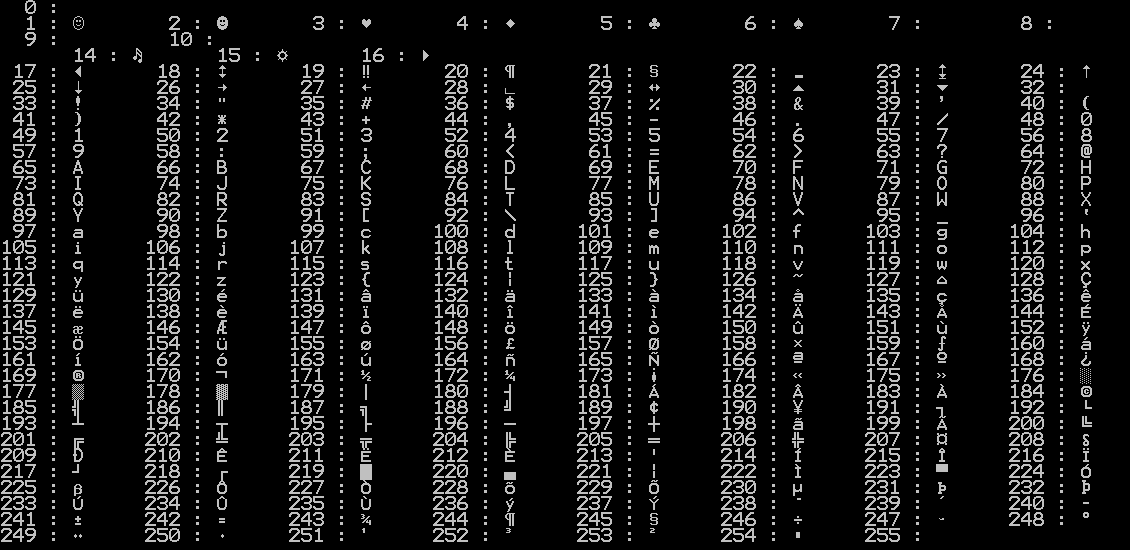 0 :
1 : ☺ 2 : ☻ 3 : ♥ 4 : ♦ 5 : ♣ 6 : ♠ 7 : 8 :
9 : 10 :
14 : ♫ 15 : ☼ 16 : ►
17 : ◄ 18 : ↕ 19 : ‼ 20 : ¶ 21 : § 22 : ▬ 23 : ↨ 24 : ↑
25 : ↓ 26 : → 27 : ← 28 : ∟ 29 : ↔ 30 : ▲ 31 : ▼ 32 :
33 : ! 34 : " 35 : # 36 : $ 37 : % 38 : & 39 : ' 40 : (
41 : ) 42 : * 43 : + 44 : , 45 : - 46 : . 47 : / 48 : 0
49 : 1 50 : 2 51 : 3 52 : 4 53 : 5 54 : 6 55 : 7 56 : 8
57 : 9 58 : : 59 : ; 60 : < 61 : = 62 : > 63 : ? 64 : @
65 : A 66 : B 67 : C 68 : D 69 : E 70 : F 71 : G 72 : H
73 : I 74 : J 75 : K 76 : L 77 : M 78 : N 79 : O 80 : P
81 : Q 82 : R 83 : S 84 : T 85 : U 86 : V 87 : W 88 : X
89 : Y 90 : Z 91 : [ 92 : \ 93 : ] 94 : ^ 95 : _ 96 : `
97 : a 98 : b 99 : c 100 : d 101 : e 102 : f 103 : g 104 : h
105 : i 106 : j 107 : k 108 : l 109 : m 110 : n 111 : o 112 : p
113 : q 114 : r 115 : s 116 : t 117 : u 118 : v 119 : w 120 : x
121 : y 122 : z 123 : { 124 : | 125 : } 126 : ~ 127 : ⌂ 128 : Ç
129 : ü 130 : é 131 : â 132 : ä 133 : à 134 : å 135 : ç 136 : ê
137 : ë 138 : è 139 : ï 140 : î 141 : ì 142 : Ä 143 : Å 144 : É
145 : æ 146 : Æ 147 : ô 148 : ö 149 : ò 150 : û 151 : ù 152 : ÿ
153 : Ö 154 : Ü 155 : ø 156 : £ 157 : Ø 158 : × 159 : ƒ 160 : á
161 : í 162 : ó 163 : ú 164 : ñ 165 : Ñ 166 : ª 167 : º 168 : ¿
169 : ® 170 : ¬ 171 : ½ 172 : ¼ 173 : ¡ 174 : « 175 : » 176 : ░
177 : ▒ 178 : ▓ 179 : │ 180 : ┤ 181 : Á 182 : Â 183 : À 184 : ©
185 : ╣ 186 : ║ 187 : ╗ 188 : ╝ 189 : ¢ 190 : ¥ 191 : ┐ 192 : └
193 : ┴ 194 : ┬ 195 : ├ 196 : ─ 197 : ┼ 198 : ã 199 : Ã 200 : ╚
201 : ╔ 202 : ╩ 203 : ╦ 204 : ╠ 205 : ═ 206 : ╬ 207 : ¤ 208 : ð
209 : Ð 210 : Ê 211 : Ë 212 : È 213 : ı 214 : Í 215 : Î 216 : Ï
217 : ┘ 218 : ┌ 219 : █ 220 : ▄ 221 : ¦ 222 : Ì 223 : ▀ 224 : Ó
225 : ß 226 : Ô 227 : Ò 228 : õ 229 : Õ 230 : µ 231 : þ 232 : Þ
233 : Ú 234 : Û 235 : Ù 236 : ý 237 : Ý 238 : ¯ 239 : ´ 240 : -
241 : ± 242 : ‗ 243 : ¾ 244 : ¶ 245 : § 246 : ÷ 247 : ¸ 248 : °
249 : ¨ 250 : · 251 : ¹ 252 : ³ 253 : ² 254 : ■ 255 :